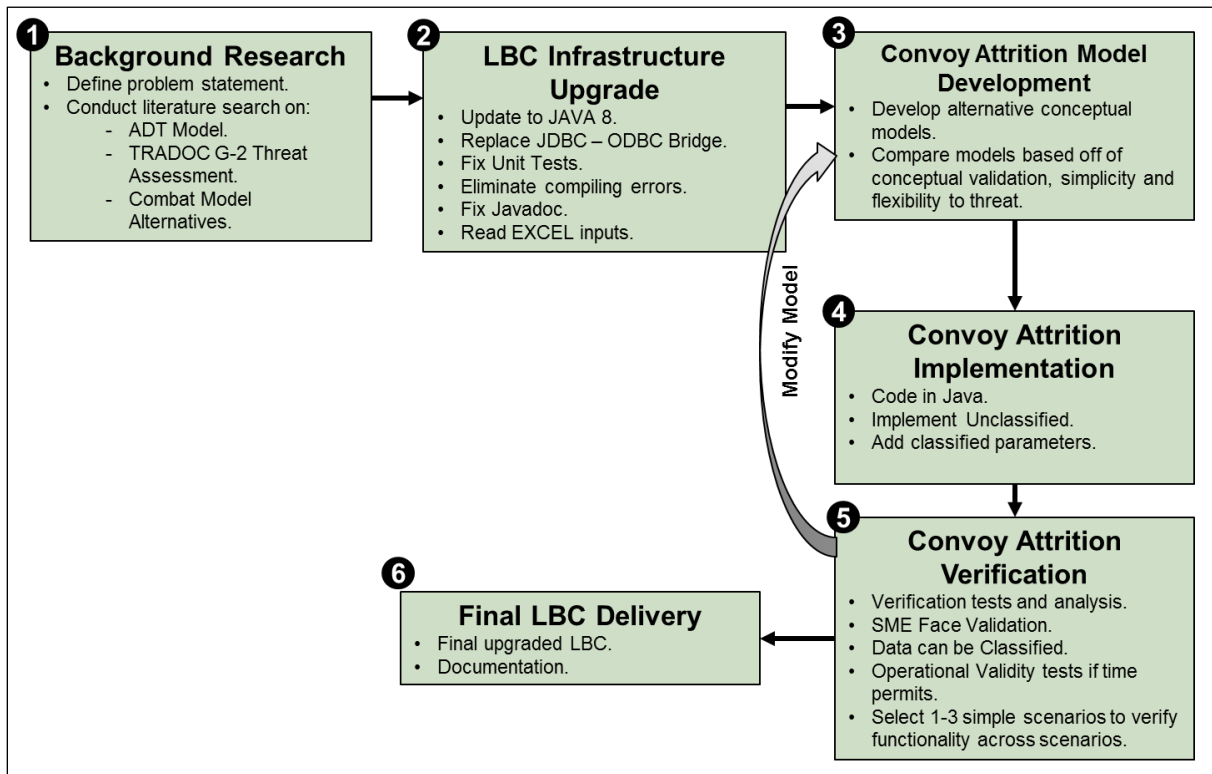 1
Background Research
• Define problem statement.
• Conduct literature search on:
- ADT Model.
- TRADOC G-2 Threat
Assessment.
- Combat Model
Alternatives.
2
LBC Infrastructure
Upgrade
• Update to JAVA 8.
• Replace JDBC – ODBC Bridge.
• Fix Unit Tests.
• Eliminate compiling errors.
• Fix Javadoc.
• Read EXCEL inputs.
3
Convoy Attrition Model
Development
• Develop alternative conceptual
models.
• Compare models based off of
conceptual validation, simplicity and
flexibility to threat.
Modify Model
4
Convoy Attrition
Implementation
• Code in Java.
• Implement Unclassified.
• Add classified parameters.
5
Convoy Attrition
Verification
• Verification tests and analysis.
• SME Face Validation.
• Data can be Classified.
• Operational Validity tests if time
permits.
• Select 1-3 simple scenarios to verify
functionality across scenarios.
6
Final LBC Delivery
• Final upgraded LBC.
• Documentation.